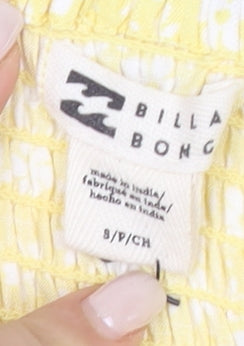 BILLA
BONG
made in india/
fabriqué en inde/
hecho en india
S/P/CH